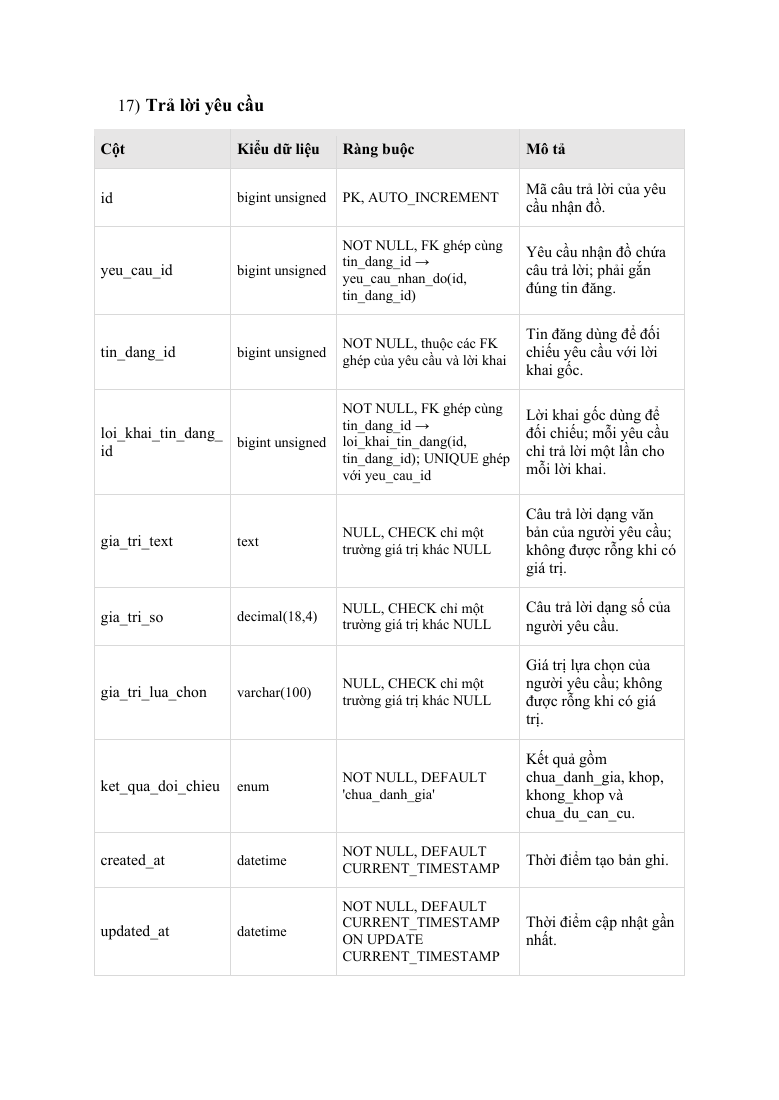 17) Trả lời yêu cầu
Cột Kiểu dữ liệu Ràng buộc Mô tả
id bigint unsigned PK, AUTO_INCREMENT Mã câu trả lời của yêu
cầu nhận đồ.
yeu_cau_id bigint unsigned NOT NULL, FK ghép cùng
tin_dang_id →
yeu_cau_nhan_do(id,
tin_dang_id)
Yêu cầu nhận đồ chứa
câu trả lời; phải gắn
đúng tin đăng.
tin_dang_id bigint unsigned NOT NULL, thuộc các FK
ghép của yêu cầu và lời khai
Tin đăng dùng để đối
chiếu yêu cầu với lời
khai gốc.
loi_khai_tin_dang_
id
bigint unsigned
NOT NULL, FK ghép cùng
tin_dang_id →
loi_khai_tin_dang(id,
tin_dang_id); UNIQUE ghép
với yeu_cau_id
Lời khai gốc dùng để
đối chiếu; mỗi yêu cầu
chỉ trả lời một lần cho
mỗi lời khai.
gia_tri_text text NULL, CHECK chỉ một
trường giá trị khác NULL
Câu trả lời dạng văn
bản của người yêu cầu;
không được rỗng khi có
giá trị.
gia_tri_so decimal(18,4) NULL, CHECK chỉ một
trường giá trị khác NULL
Câu trả lời dạng số của
người yêu cầu.
gia_tri_lua_chon varchar(100) NULL, CHECK chỉ một
trường giá trị khác NULL
Giá trị lựa chọn của
người yêu cầu; không
được rỗng khi có giá
trị.
ket_qua_doi_chieu enum NOT NULL, DEFAULT
'chua_danh_gia'
Kết quả gồm
chua_danh_gia, khop,
khong_khop và
chua_du_can_cu.
created_at datetime NOT NULL, DEFAULT
CURRENT_TIMESTAMP
Thời điểm tạo bản ghi.
updated_at datetime NOT NULL, DEFAULT
CURRENT_TIMESTAMP
ON UPDATE
CURRENT_TIMESTAMP
Thời điểm cập nhật gần
nhất.